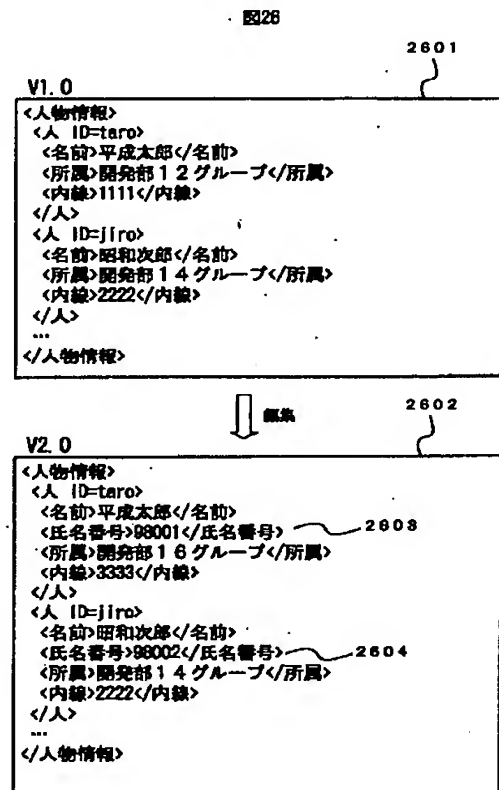 図26
2601
V1.0
<人物情報>
<人 ID=taro>
<名前>平成太郎</名前>
<所属>開発部12グループ</所属>
<内線>1111</内線>
</人>
<人 ID=jiro>
<名前>昭和次郎</名前>
<所属>開発部14グループ</所属>
<内線>2222</内線>
</人>
…
</人物情報>
編集
2602
V2.0
<人物情報>
<人 ID=taro>
<名前>平成太郎</名前>
<氏名番号>98001</氏名番号> 2603
<所属>開発部16グループ</所属>
<内線>3333</内線>
</人>
<人 ID=jiro>
<名前>昭和次郎</名前>
<氏名番号>98002</氏名番号> 2604
<所属>開発部14グループ</所属>
<内線>2222</内線>
</人>
…
</人物情報>